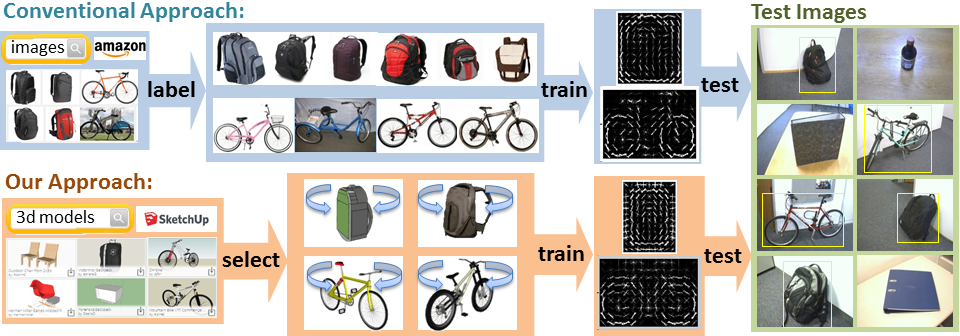 Conventional Approach:
images
amazon
label
train
test
Test Images
Our Approach:
3d models
SketchUp
select
train
test